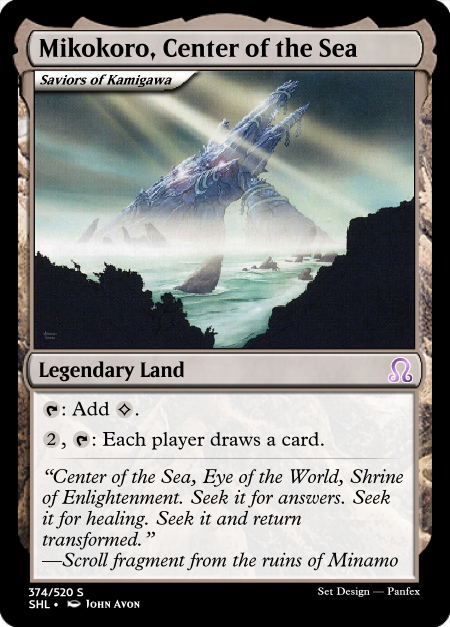 Mikokoro, Center of the Sea
Saviors of Kamigawa
Legendary Land
: Add .
2, : Each player draws a card.
“Center of the Sea, Eye of the World, Shrine
of Enlightenment. Seek it for answers. Seek
it for healing. Seek it and return
transformed.”
—Scroll fragment from the ruins of Minamo
374/520 S
Set Design — Panfex
SHL • John Avon